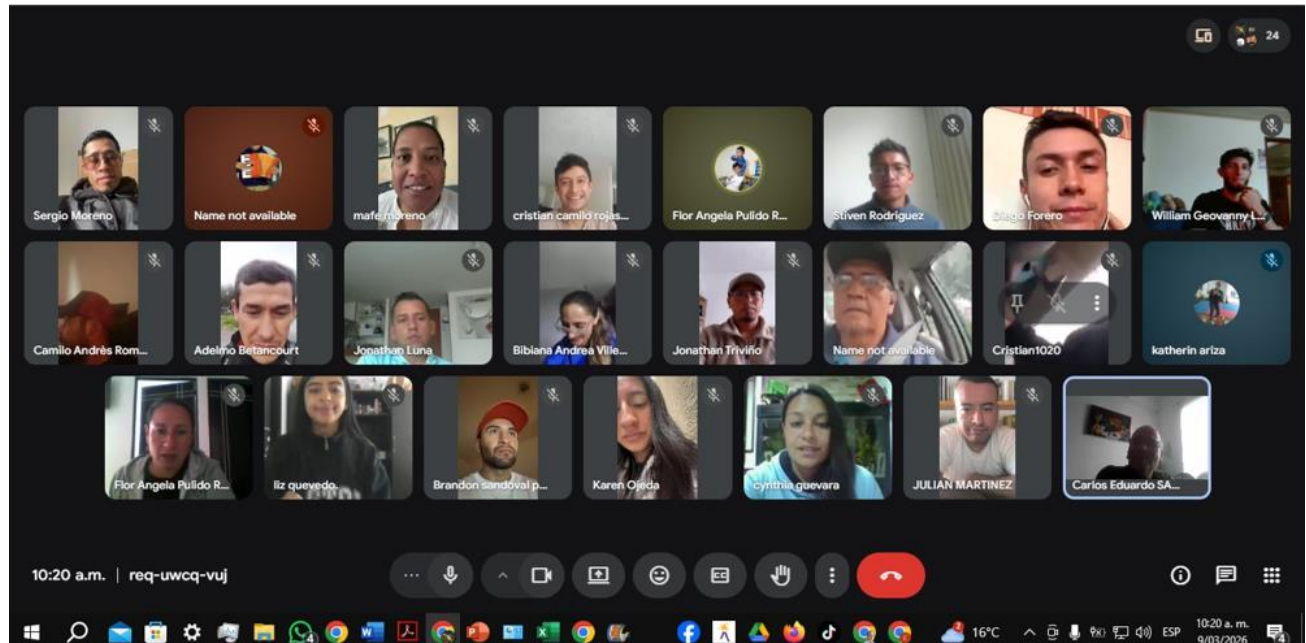 24
Sergio Moreno
Name not available
mafe moreno
cristian camilo rojas...
Flor Angela Pulido R...
Stiven Rodriguez
Diego Forero
William Geovanny L...
Camilo Andrès Rom...
Adelmo Betancourt
Jonathan Luna
Bibiana Andrea Ville...
Jonathan Triviño
Name not available
Cristian1020
katherin ariza
Flor Angela Pulido R...
liz quevedo.
Brandon sandoval p...
Karen Ojeda
cynthia guevara
JULIAN MARTINEZ
Carlos Eduardo SA...
10:20 a.m. | req-uwcq-vuj
16°C
ESP
10:20 a. m.
9/03/2026